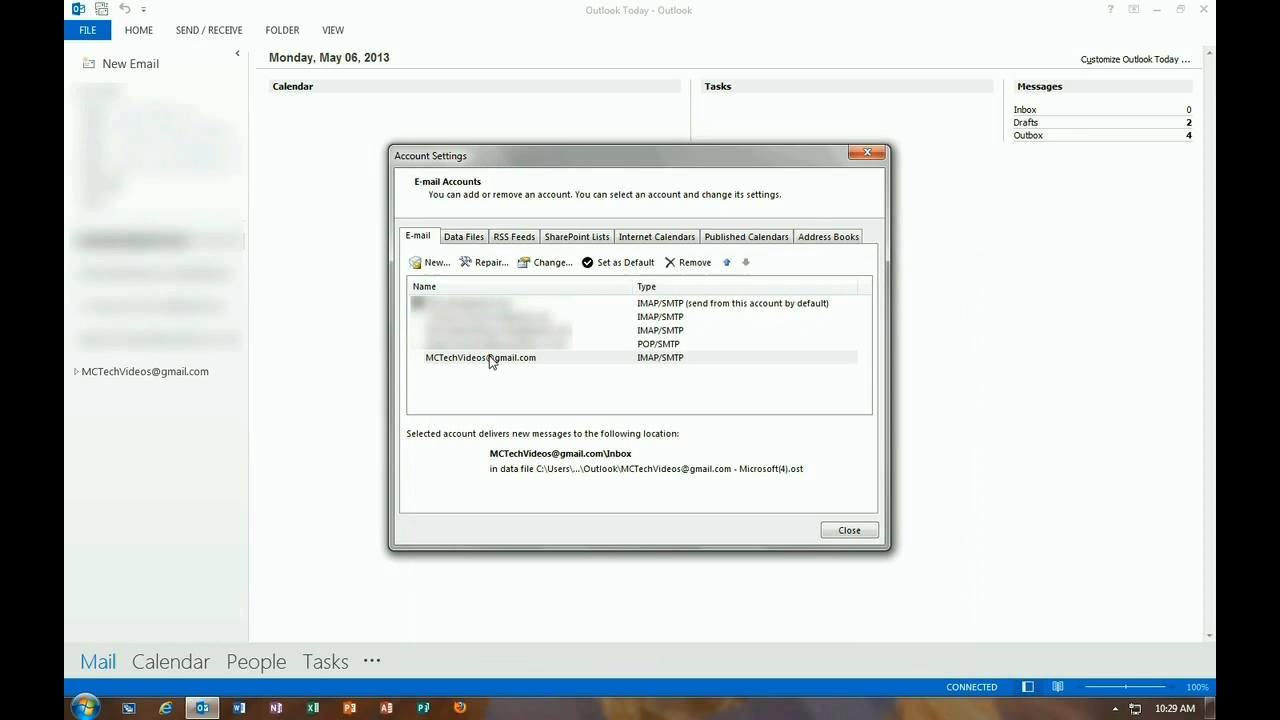 Outlook Today - Outlook
FILE HOME SEND / RECEIVE FOLDER VIEW
New Email
Monday, May 06, 2013
Customize Outlook Today ...
Calendar
Tasks
Messages
Inbox 0
Drafts 2
Outbox 4
MCTechVideos@gmail.com
Account Settings
E-mail Accounts
You can add or remove an account. You can select an account and change its settings.
E-mail Data Files RSS Feeds SharePoint Lists Internet Calendars Published Calendars Address Books
New... Repair... Change... Set as Default Remove
Name Type
IMAP/SMTP (send from this account by default)
IMAP/SMTP
IMAP/SMTP
POP/SMTP
MCTechVideos@gmail.com IMAP/SMTP
Selected account delivers new messages to the following location:
MCTechVideos@gmail.com\Inbox
in data file C:\Users\...\Outlook\MCTechVideos@gmail.com - Microsoft(4).ost
Close
Mail Calendar People Tasks ...
CONNECTED 100%
10:29 AM